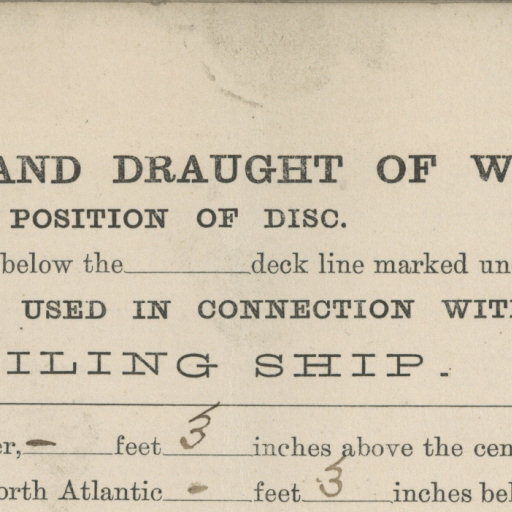 AND DRAUGHT OF W
POSITION OF DISC.
below the deck line marked un
USED IN CONNECTION WIT
ILING SHIP.
er, - feet 3 inches above the cen
orth Atlantic - feet 3 inches bel